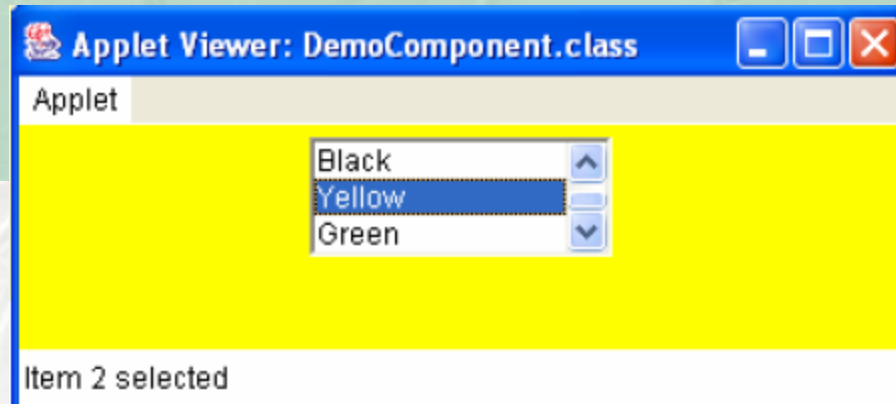 Applet Viewer: DemoComponent.class
Applet
Black
Yellow
Green
Item 2 selected